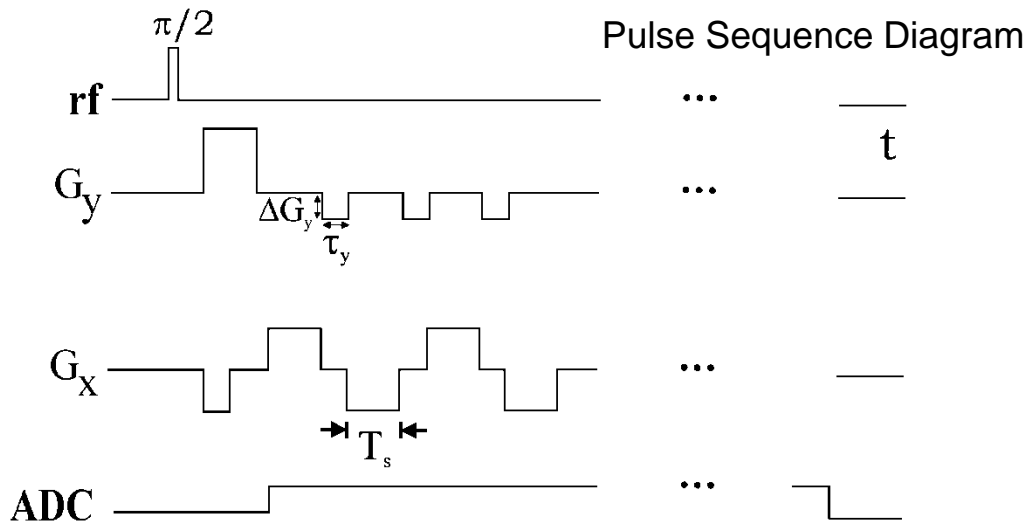 π/2
Pulse Sequence Diagram
rf
...
t
G_y
ΔG_y
...
τ_y
G_x
...
T_s
ADC
...